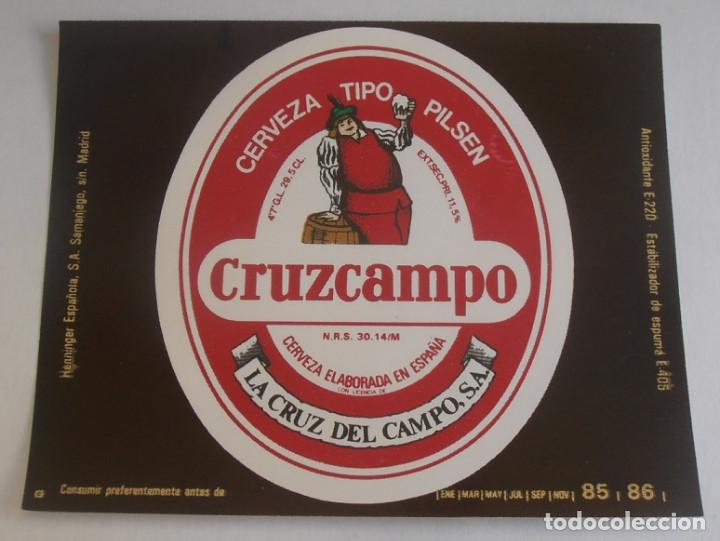 CERVEZA TIPO PILSEN
4'7° G.L. 29,5 CL.
EXT.SEC.PRI. 11,5%
Cruzcampo
N.R.S. 30.14/M
CERVEZA ELABORADA EN ESPAÑA
CON LICENCIA DE
LA CRUZ DEL CAMPO, S.A.
Henninger Española, S.A. Samaniego, s/n. Madrid
Antioxidante E-220 Estabilizador de espuma E-405
G Consumir preferentemente antes de:
| ENE | MAR | MAY | JUL | SEP | NOV | 85 | 86 |
todocoleccion.net